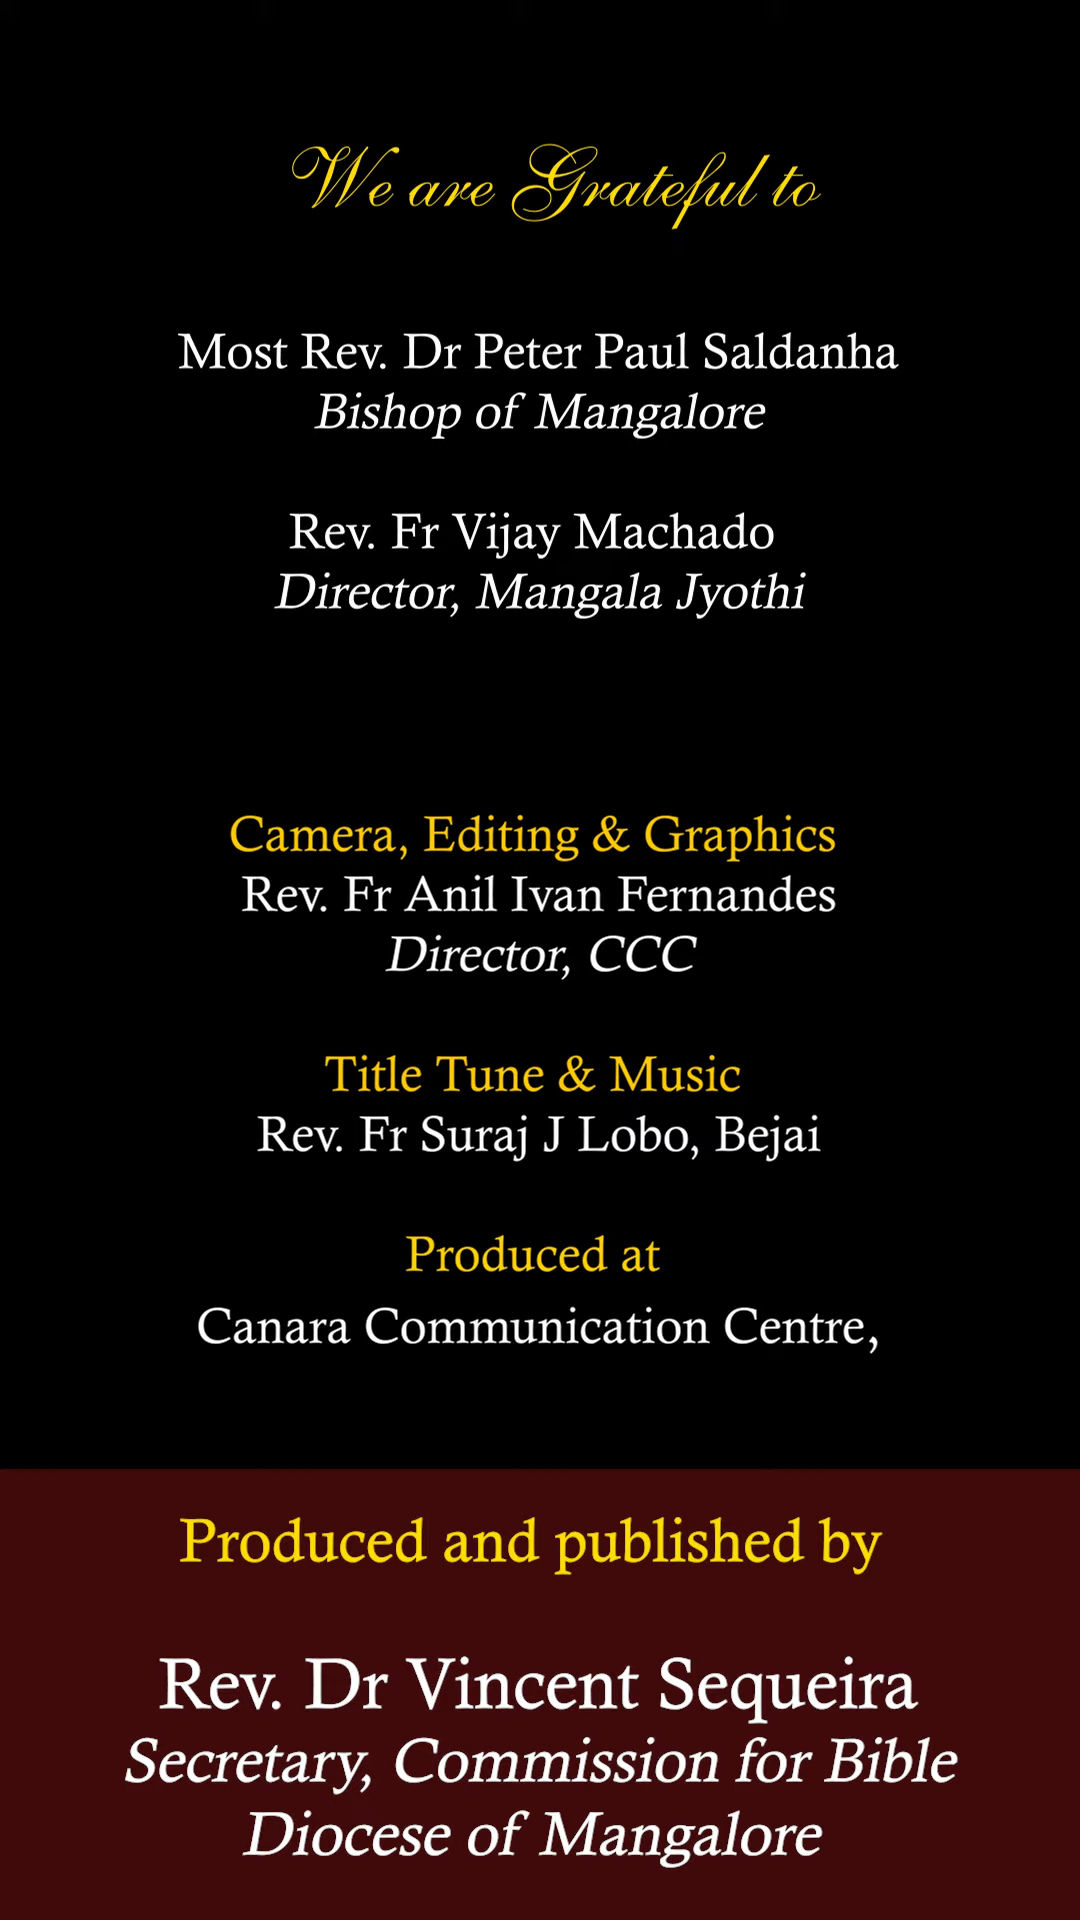 We are Grateful to
Most Rev. Dr Peter Paul Saldanha
Bishop of Mangalore
Rev. Fr Vijay Machado
Director, Mangala Jyothi
Camera, Editing & Graphics
Rev. Fr Anil Ivan Fernandes
Director, CCC
Title Tune & Music
Rev. Fr Suraj J Lobo, Bejai
Produced at
Canara Communication Centre,
Produced and published by
Rev. Dr Vincent Sequeira
Secretary, Commission for Bible
Diocese of Mangalore